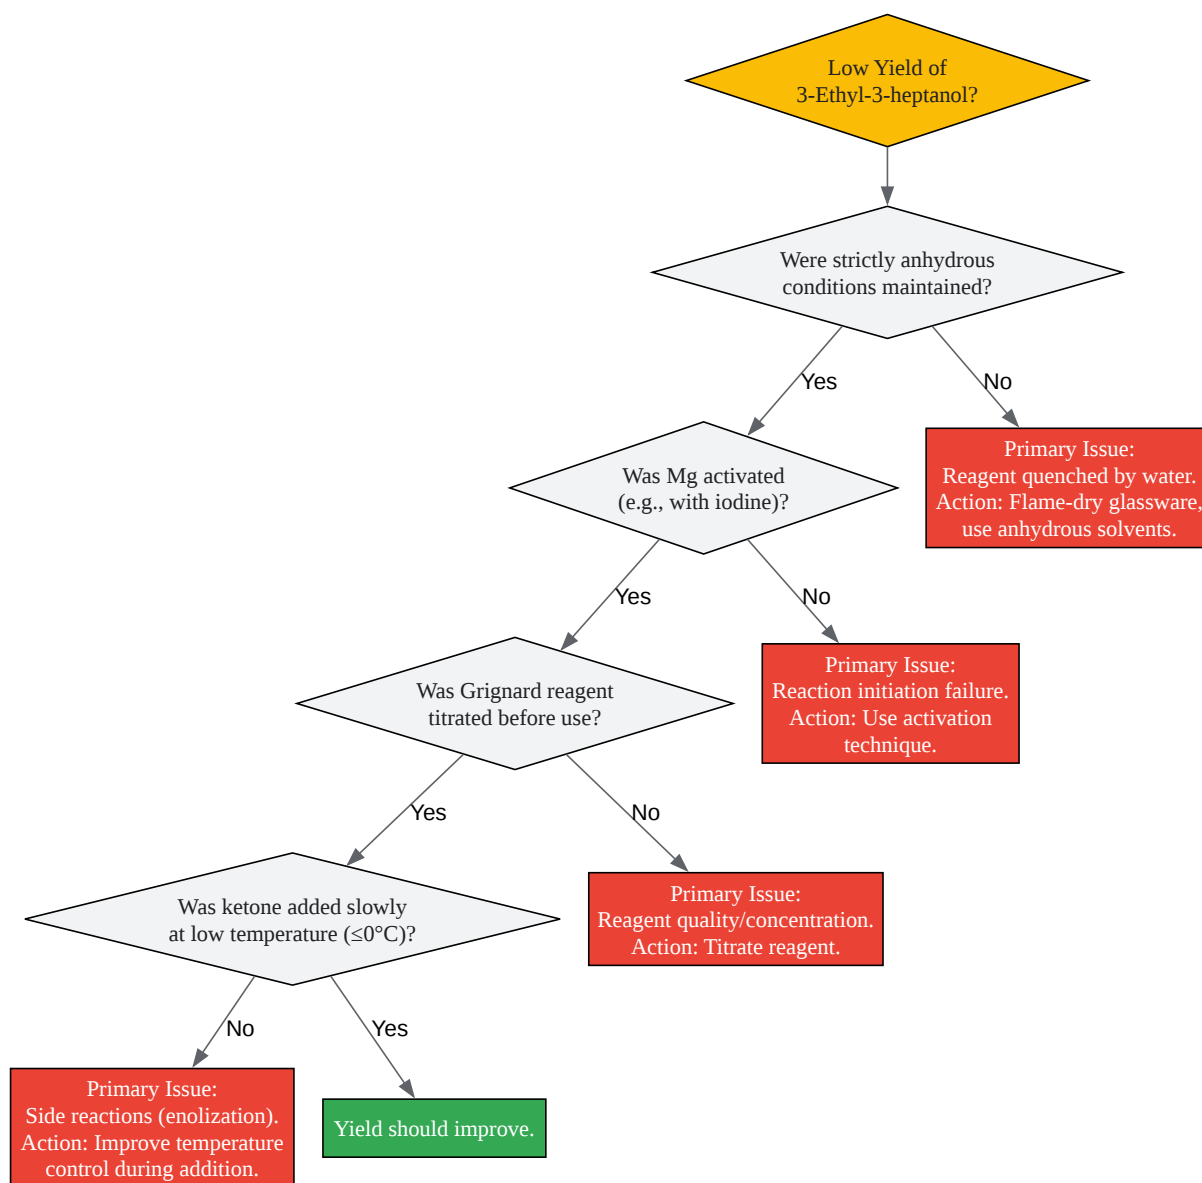 Low Yield of
3-Ethyl-3-heptanol?
Were strictly anhydrous
conditions maintained?
Yes
No
Was Mg activated
(e.g., with iodine)?
Primary Issue:
Reagent quenched by water.
Action: Flame-dry glassware,
use anhydrous solvents.
Yes
No
Was Grignard reagent
titrated before use?
Primary Issue:
Reaction initiation failure.
Action: Use activation
technique.
Yes
No
Was ketone added slowly
at low temperature (≤0°C)?
Primary Issue:
Reagent quality/concentration.
Action: Titrate reagent.
No
Yes
Primary Issue:
Side reactions (enolization).
Action: Improve temperature
control during addition.
Yield should improve.